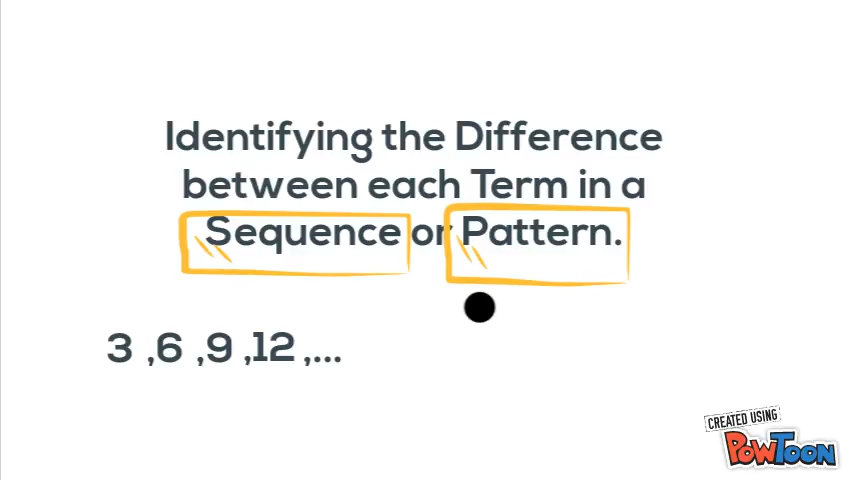 Identifying the Difference
between each Term in a
Sequence or Pattern.
3 ,6 ,9 ,12 ,...
CREATED USING
POWTOON